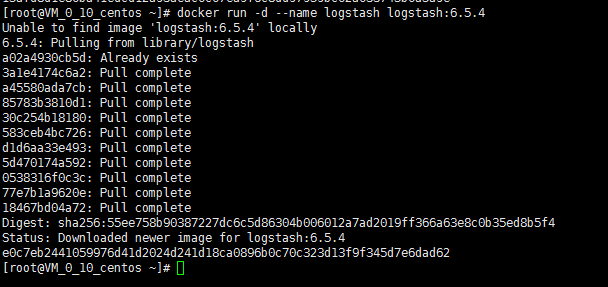 [root@VM_0_10_centos ~]# docker run -d --name logstash logstash:6.5.4
Unable to find image 'logstash:6.5.4' locally
6.5.4: Pulling from library/logstash
a02a4930cb5d: Already exists
3a1e4174c6a2: Pull complete
a45580ada7cb: Pull complete
85783b3810d1: Pull complete
30c254b18180: Pull complete
583ceb4bc726: Pull complete
d1d6aa33e493: Pull complete
5d470174a592: Pull complete
0538316f0c3c: Pull complete
77e7b1a9620e: Pull complete
18467bd04a72: Pull complete
Digest: sha256:55ee758b90387227dc6c5d86304b006012a7ad2019ff366a63e8c0b35ed8b5f4
Status: Downloaded newer image for logstash:6.5.4
e0c7eb2441059976d41d2024d241d18ca0896b0c70c323d13f9f345d7e6dad62
[root@VM_0_10_centos ~]#